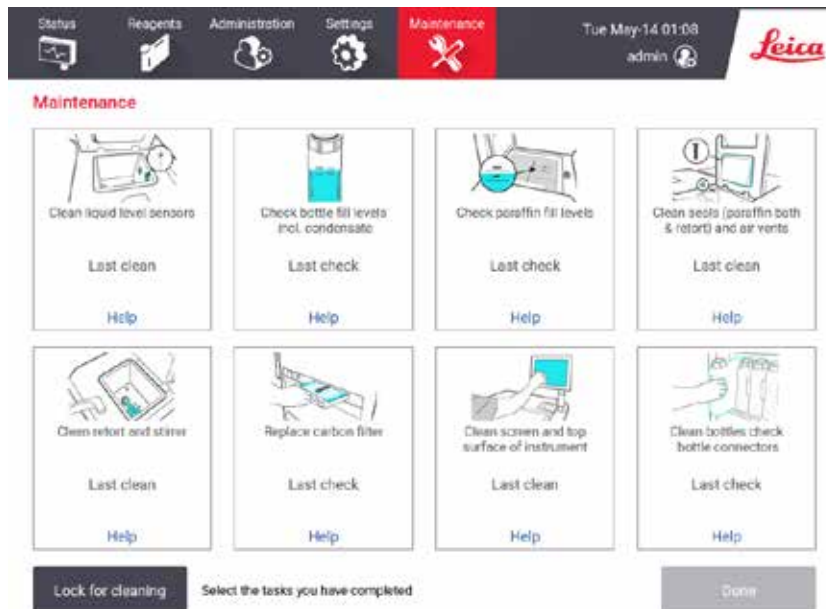 Status Reagents Administration Settings Maintenance
Tue May-14 01:08
admin
Leica
Maintenance
Clean liquid level sensors
Last clean
Help
Check bottle fill levels
incl. condensate
Last check
Help
Check paraffin fill levels
Last check
Help
Clean seals (paraffin bath
& retort) and air vents
Last clean
Help
Clean retort and stirrer
Last clean
Help
Replace carbon filter
Last check
Help
Clean screen and top
surface of instrument
Last clean
Help
Clean bottles check
bottle connectors
Last check
Help
Lock for cleaning
Select the tasks you have completed
Done